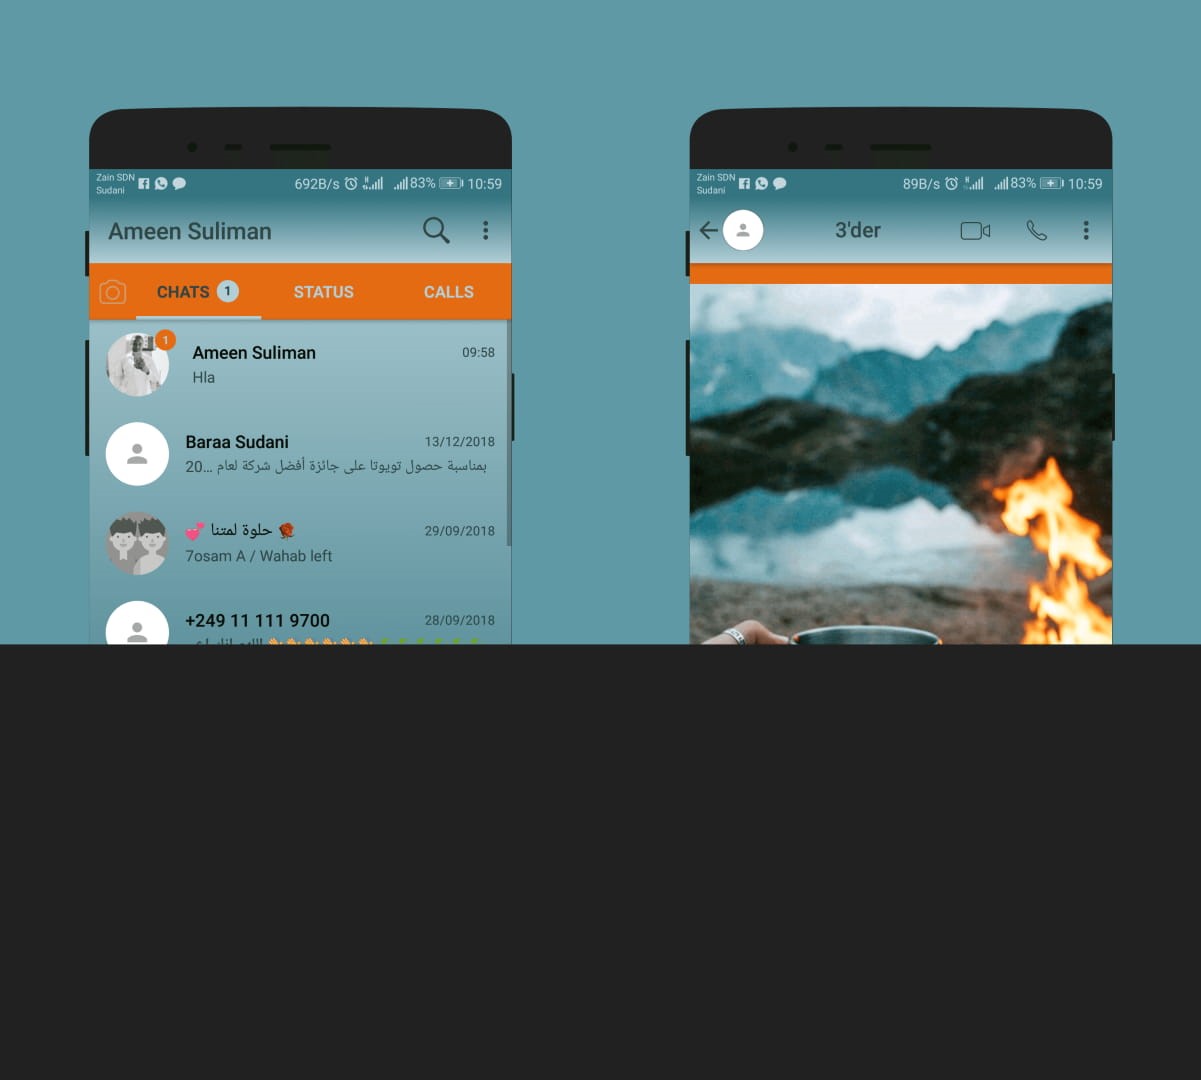 Zain SDN
Sudani
692B/s
H
83%
10:59
Ameen Suliman
CHATS 1
STATUS
CALLS
1
Ameen Suliman
09:58
Hla
Baraa Sudani
13/12/2018
بمناسبة حصول تويوتا على جائزة أفضل شركة لعام 20...
💕 حلوة لمتنا 🥀
29/09/2018
7osam A / Wahab left
+249 11 111 9700
28/09/2018
Zain SDN
Sudani
89B/s
H
83%
10:59
3'der